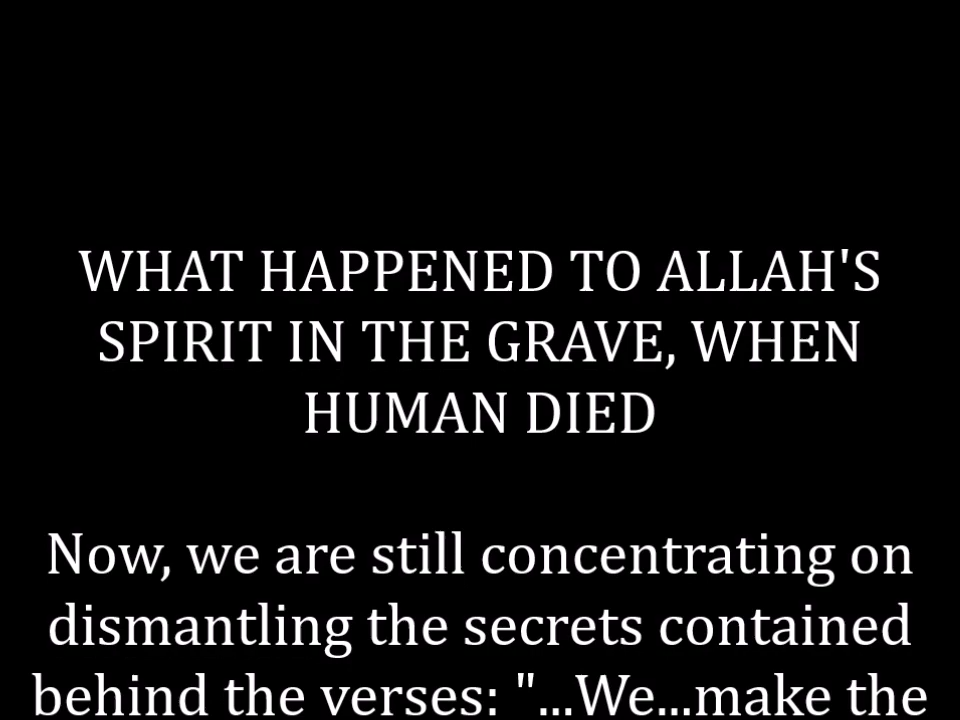 WHAT HAPPENED TO ALLAH'S
SPIRIT IN THE GRAVE, WHEN
HUMAN DIED
Now, we are still concentrating on
dismantling the secrets contained
behind the verses: "...We...make the